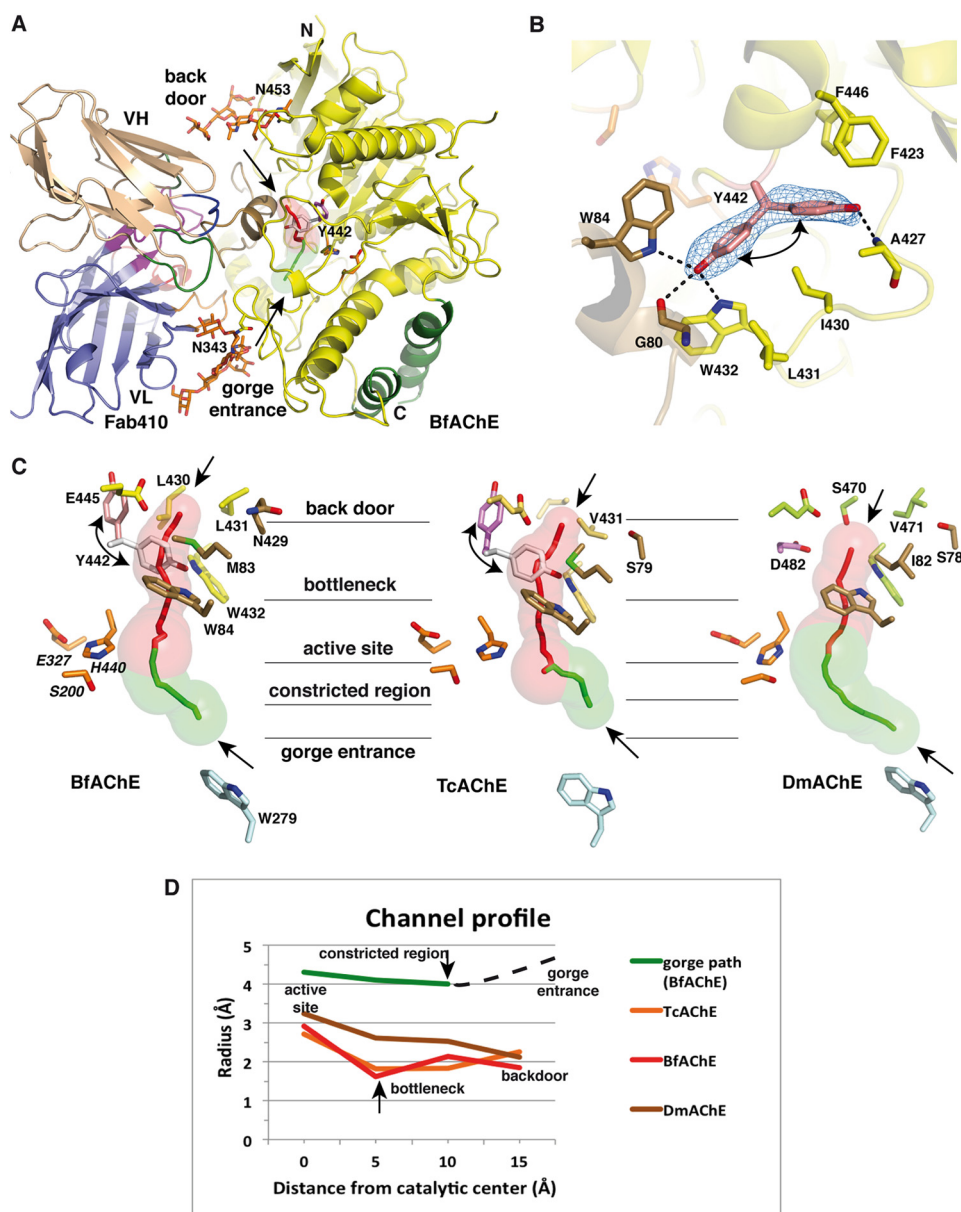 A
N
back
door
N453
VH
Y442
N343
VL
Fab410
gorge
entrance
C
BfAChE
B
F446
F423
Y442
W84
A427
I430
G80
W432
L431
C
E445
L430
L431
N429
Y442
M83
W432
W84
E327
H440
S200
BfAChE
W279
back door
bottleneck
active site
constricted region
gorge entrance
V431
S79
TcAChE
S470
V471
D482
I82
S78
DmAChE
D
Channel profile
5
4
3
2
1
0
Radius (Å)
constricted region
active
site
gorge
entrance
bottleneck
backdoor
0 5 10 15
Distance from catalytic center (Å)
gorge path
(BfAChE)
TcAChE
BfAChE
DmAChE